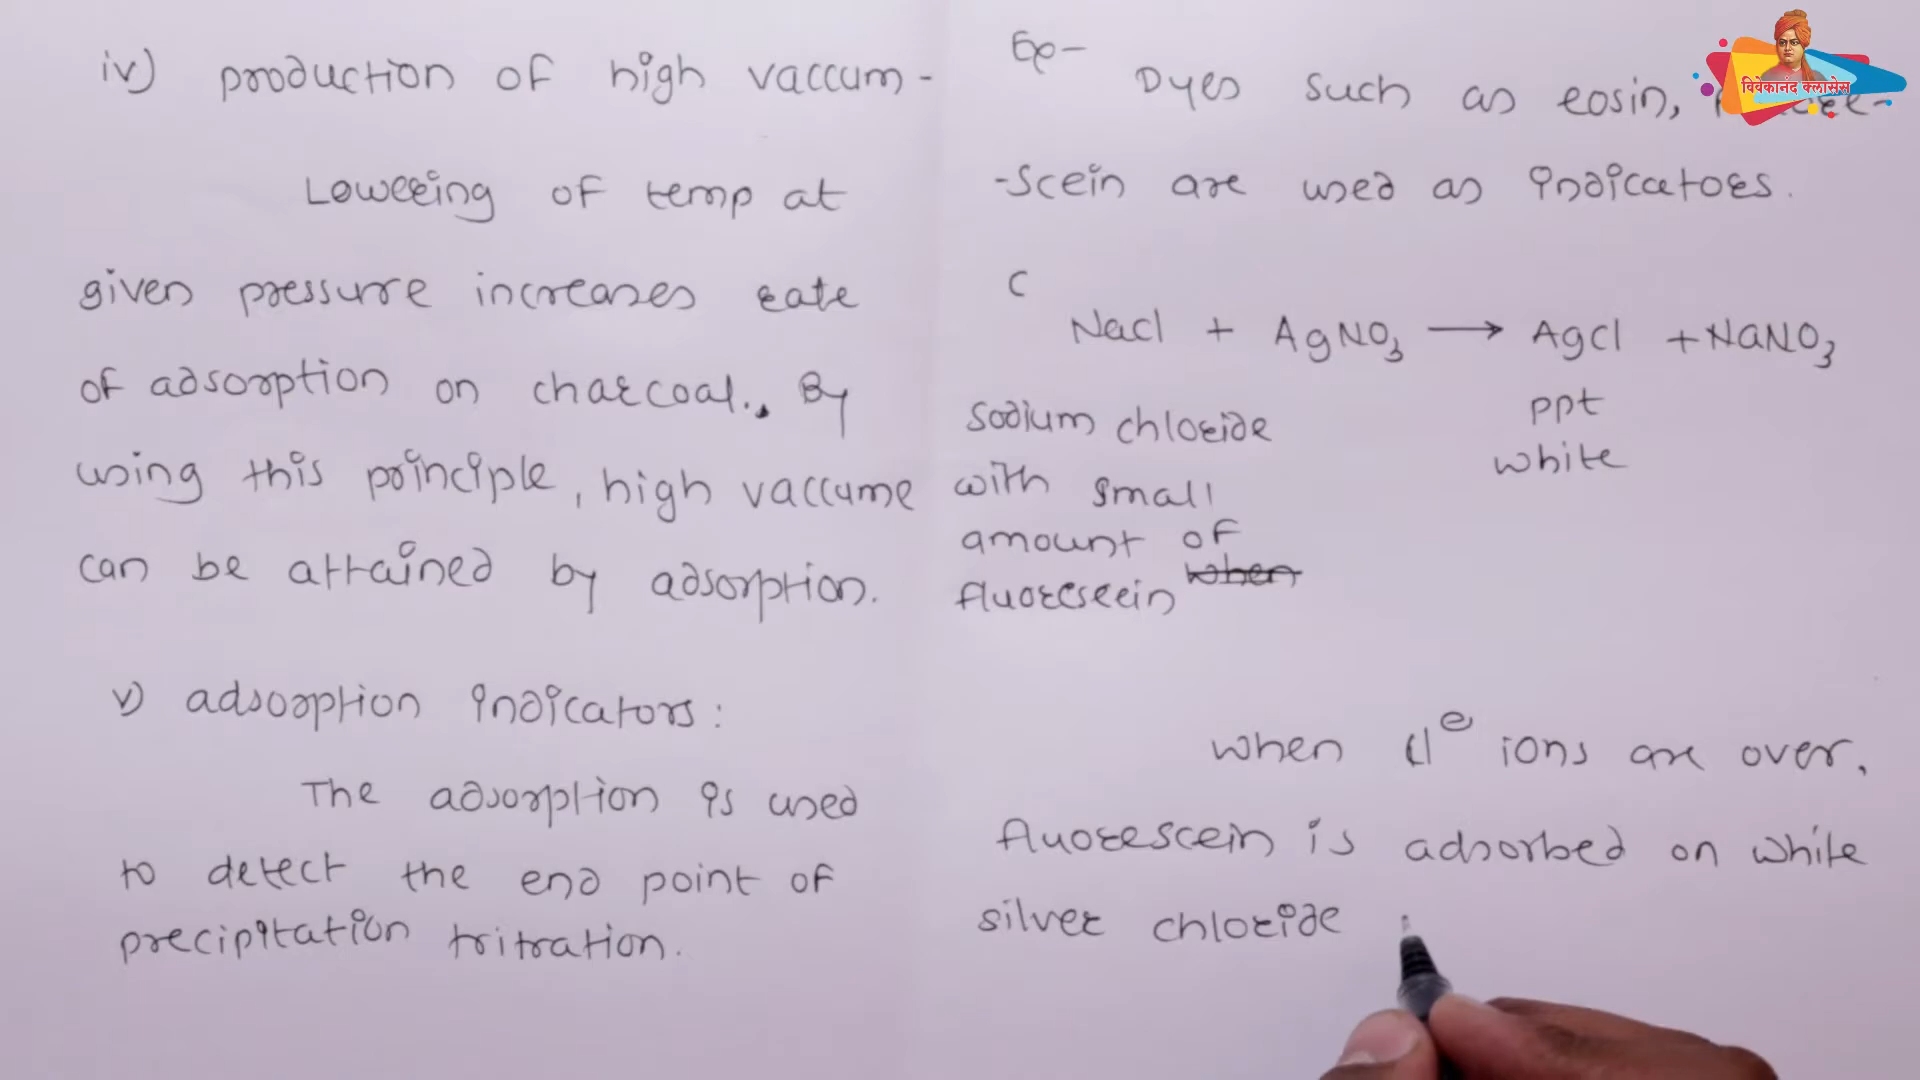 iv) production of high vaccum -
Lowering of temp at
given pressure increases rate
of adsorption on charcoal. By
using this principle, high vaccume
can be attained by adsorption.
v) adsorption indicators:
The adsorption is used
to detect the end point of
precipitation tritration.
Ex-
Dyes such as eosin,
-scein are used as indicators.
C
NaCl + AgNO3 → AgCl + NaNO3
ppt
white
sodium chloride
with small
amount of
when
fluorescein
when Cl⊖ ions are over,
fluorescein is adsorbed on white
silver chloride
विवेकानंद क्लासेस